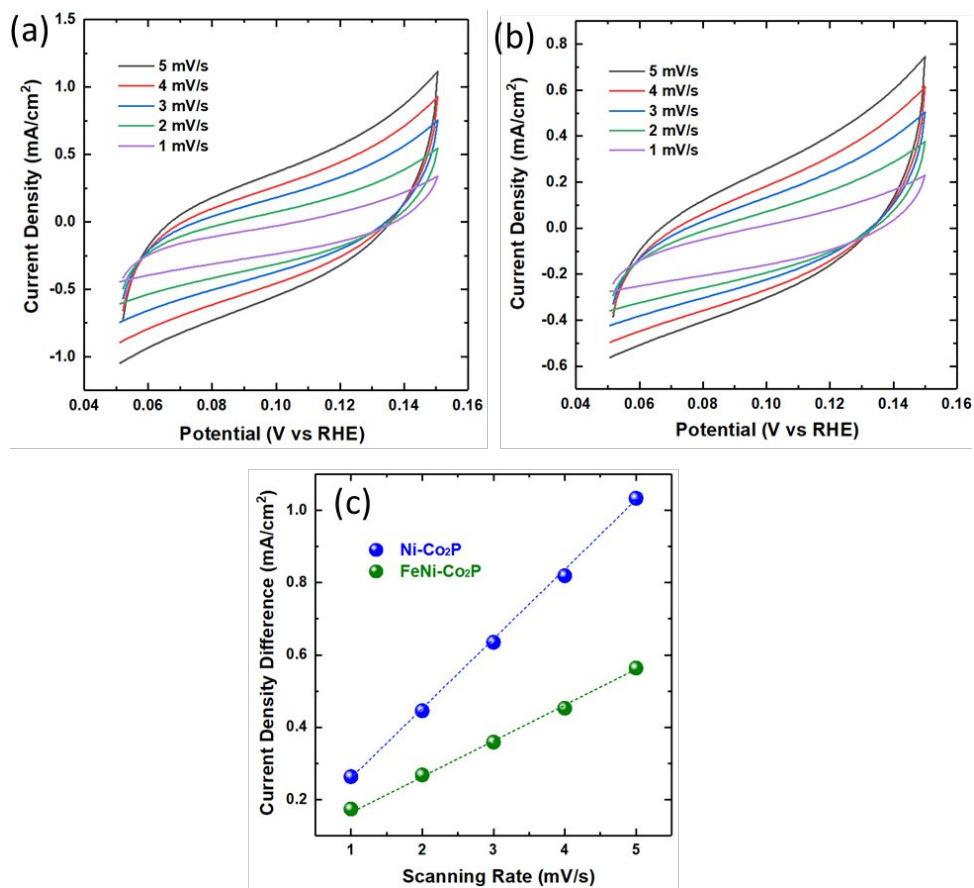 (a)
1.5
1.0
0.5
0.0
-0.5
-1.0
Current Density (mA/cm²)
5 mV/s
4 mV/s
3 mV/s
2 mV/s
1 mV/s
0.04 0.06 0.08 0.10 0.12 0.14 0.16
Potential (V vs RHE)
(b)
0.8
0.6
0.4
0.2
0.0
-0.2
-0.4
-0.6
Current Density (mA/cm²)
5 mV/s
4 mV/s
3 mV/s
2 mV/s
1 mV/s
0.04 0.06 0.08 0.10 0.12 0.14 0.16
Potential (V vs RHE)
(c)
1.0
0.8
0.6
0.4
0.2
Current Density Difference (mA/cm²)
Ni-Co₂P
FeNi-Co₂P
1 2 3 4 5
Scanning Rate (mV/s)